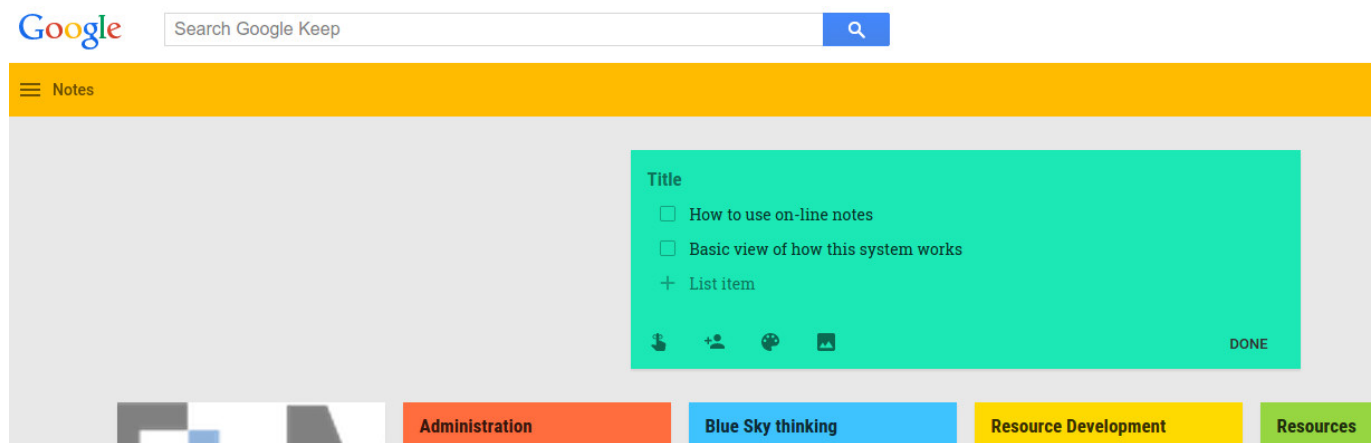 Google Search Google Keep
Notes
Title
How to use on-line notes
Basic view of how this system works
List item
DONE
Administration Blue Sky thinking Resource Development Resources